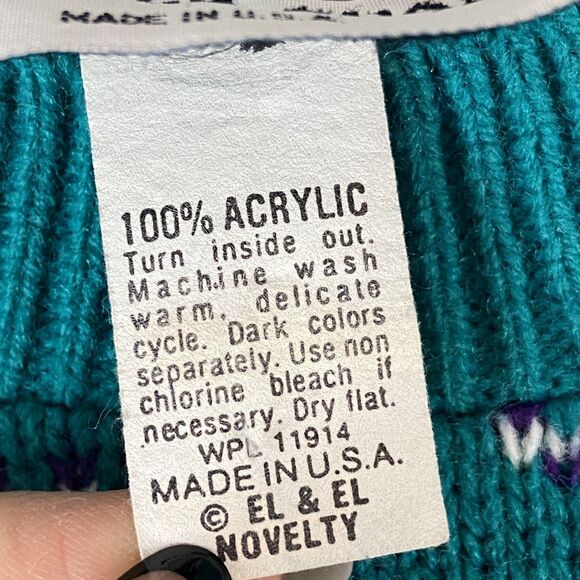 MADE IN U.S.A.
100% ACRYLIC
Turn inside out.
Machine wash
warm, delicate
cycle. Dark colors
separately. Use non
chlorine bleach if
necessary. Dry flat.
WPL 11914
MADE IN U.S.A.
© EL & EL
NOVELTY